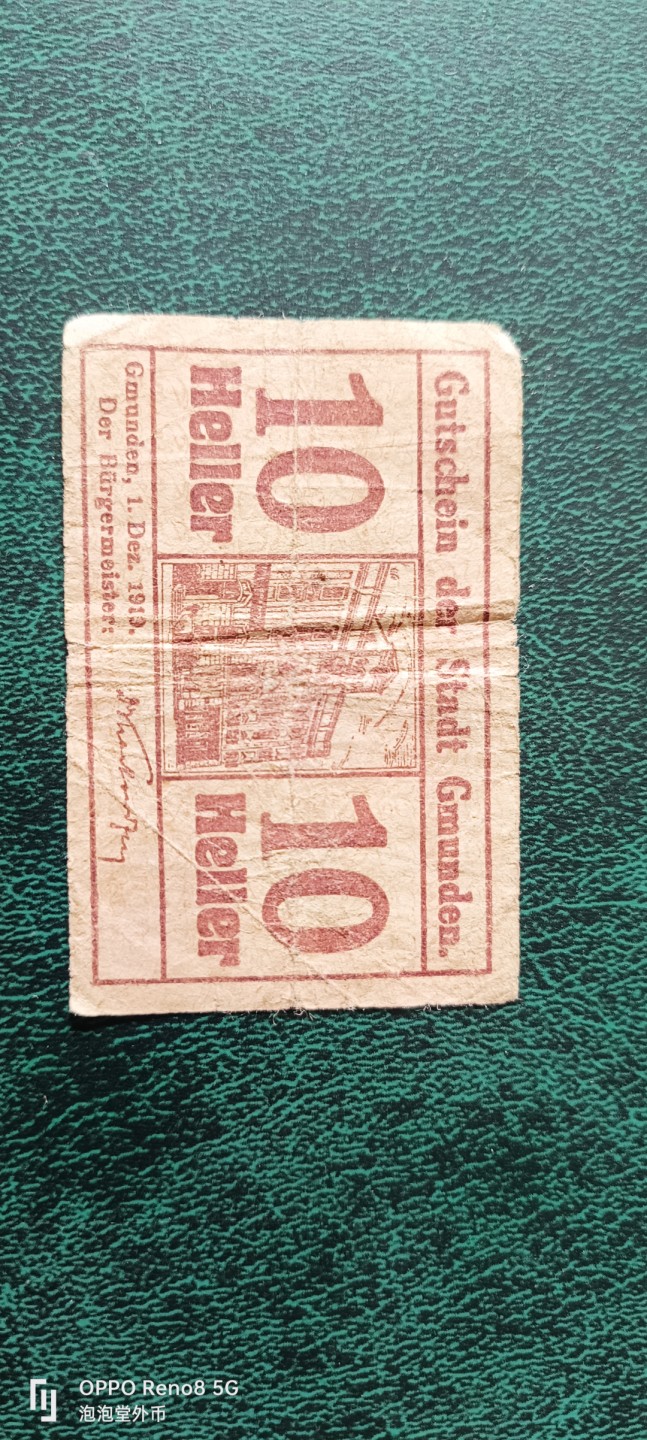 Gutschein der Stadt Gmunden.
10
Heller
10
Heller
Gmunden, 1. Dez. 1919.
Der Bürgermeister:
OPPO Reno8 5G
泡泡堂外币